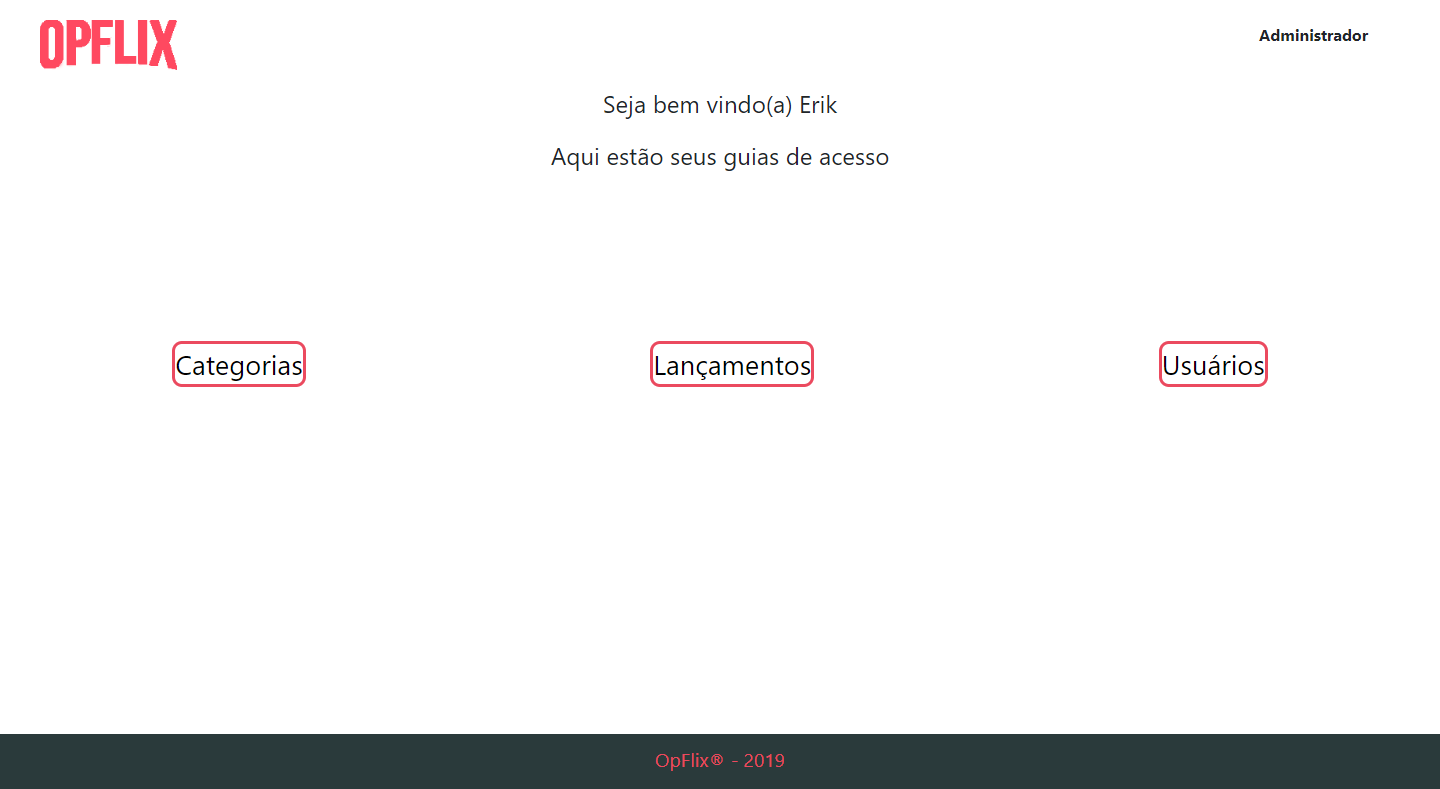 OPFLIX
Administrador
Seja bem vindo(a) Erik
Aqui estão seus guias de acesso
Categorias
Lançamentos
Usuários
OpFlix® - 2019